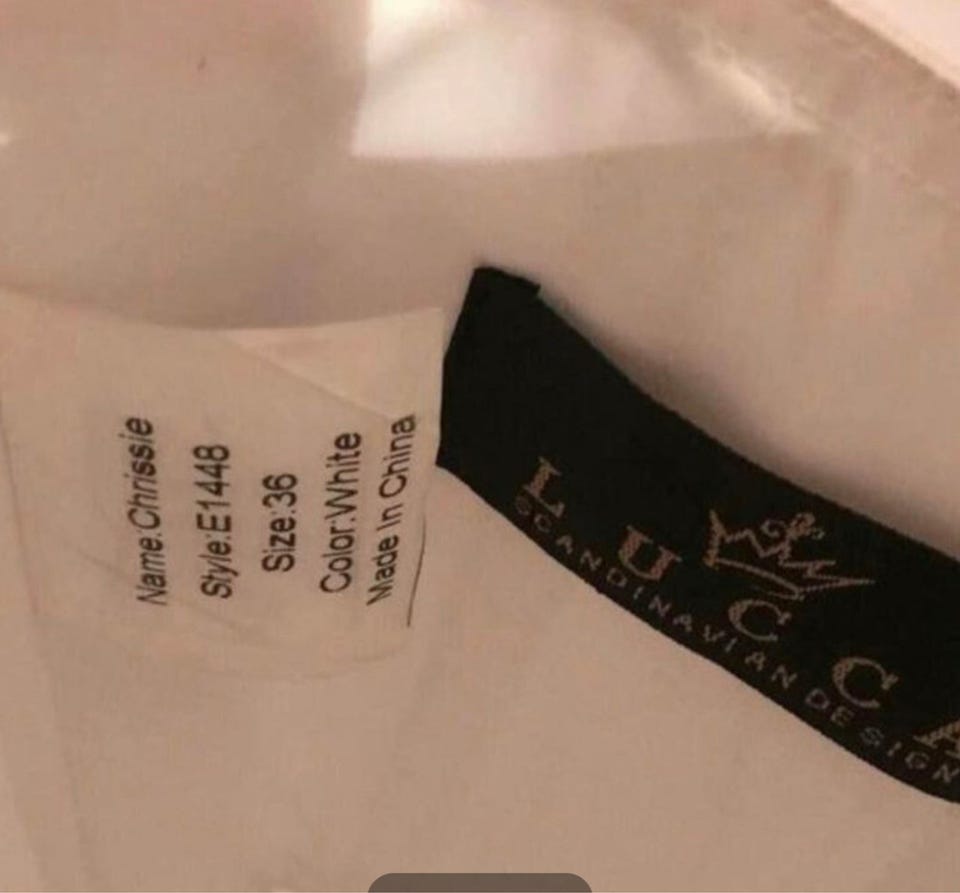 Name:Chrissie
Style:E1448
Size:36
Color:White
Made In China
LUCCA
SCANDINAVIAN DESIGN